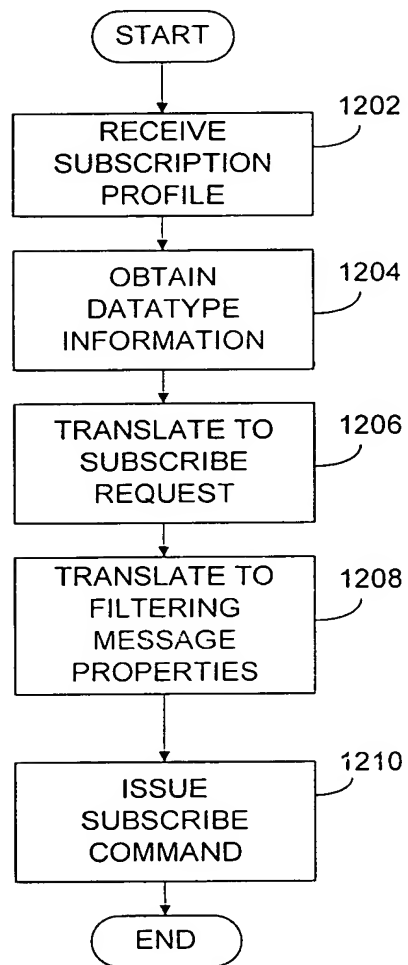 START
1202
RECEIVE
SUBSCRIPTION
PROFILE
1204
OBTAIN
DATATYPE
INFORMATION
1206
TRANSLATE TO
SUBSCRIBE
REQUEST
1208
TRANSLATE TO
FILTERING
MESSAGE
PROPERTIES
1210
ISSUE
SUBSCRIBE
COMMAND
END